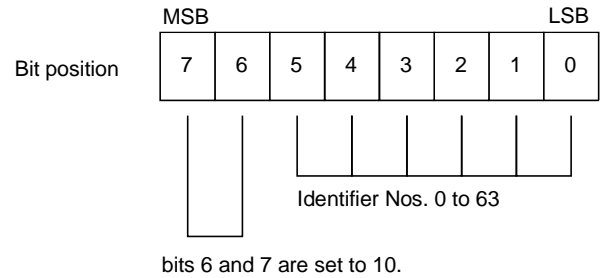 MSB LSB
Bit position 7 6 5 4 3 2 1 0
Identifier Nos. 0 to 63
bits 6 and 7 are set to 10.